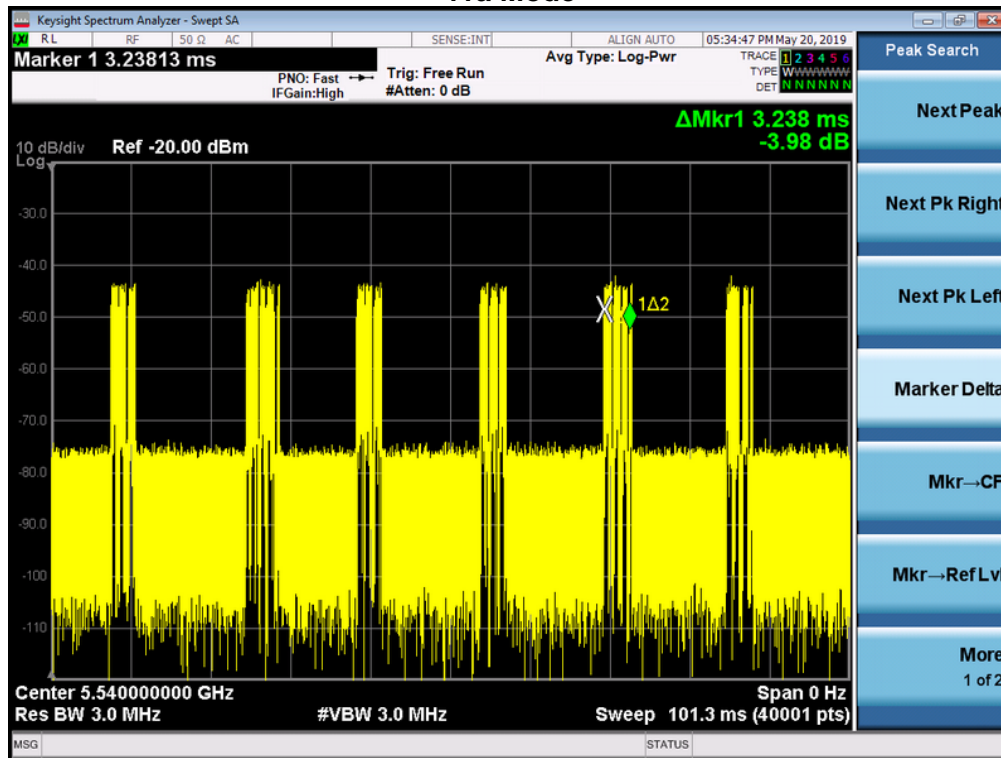 Keysight Spectrum Analyzer - Swept SA
LXI RL RF 50 Ω AC SENSE:INT ALIGN AUTO 05:34:47 PM May 20, 2019
Marker 1 3.23813 ms
PNO: Fast
IFGain:High
Trig: Free Run
#Atten: 0 dB
Avg Type: Log-Pwr
TRACE 1 2 3 4 5 6
TYPE WWWWWW
DET N N N N N N
ΔMkr1 3.238 ms
-3.98 dB
10 dB/div Ref -20.00 dBm
Log
-30.0
-40.0
-50.0
-60.0
-70.0
-80.0
-90.0
-100
-110
X
1Δ2
Center 5.540000000 GHz
Span 0 Hz
Res BW 3.0 MHz
#VBW 3.0 MHz
Sweep 101.3 ms (40001 pts)
MSG
STATUS
Peak Search
Next Peak
Next Pk Right
Next Pk Left
Marker Delta
Mkr→CF
Mkr→Ref Lvl
More
1 of 2